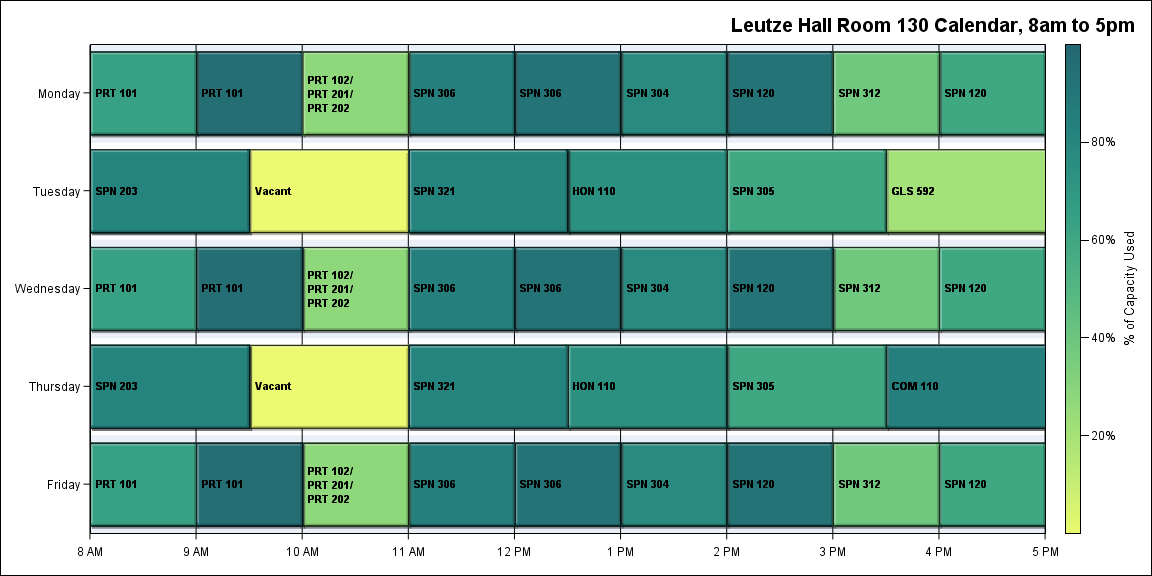 Leutze Hall Room 130 Calendar, 8am to 5pm
Monday
PRT 101
PRT 101
PRT 102/
PRT 201/
PRT 202
SPN 306
SPN 306
SPN 304
SPN 120
SPN 312
SPN 120
Tuesday
SPN 203
Vacant
SPN 321
HON 110
SPN 305
GLS 592
Wednesday
PRT 101
PRT 101
PRT 102/
PRT 201/
PRT 202
SPN 306
SPN 306
SPN 304
SPN 120
SPN 312
SPN 120
Thursday
SPN 203
Vacant
SPN 321
HON 110
SPN 305
COM 110
Friday
PRT 101
PRT 101
PRT 102/
PRT 201/
PRT 202
SPN 306
SPN 306
SPN 304
SPN 120
SPN 312
SPN 120
8 AM
9 AM
10 AM
11 AM
12 PM
1 PM
2 PM
3 PM
4 PM
5 PM
80%
60%
40%
20%
% of Capacity Used